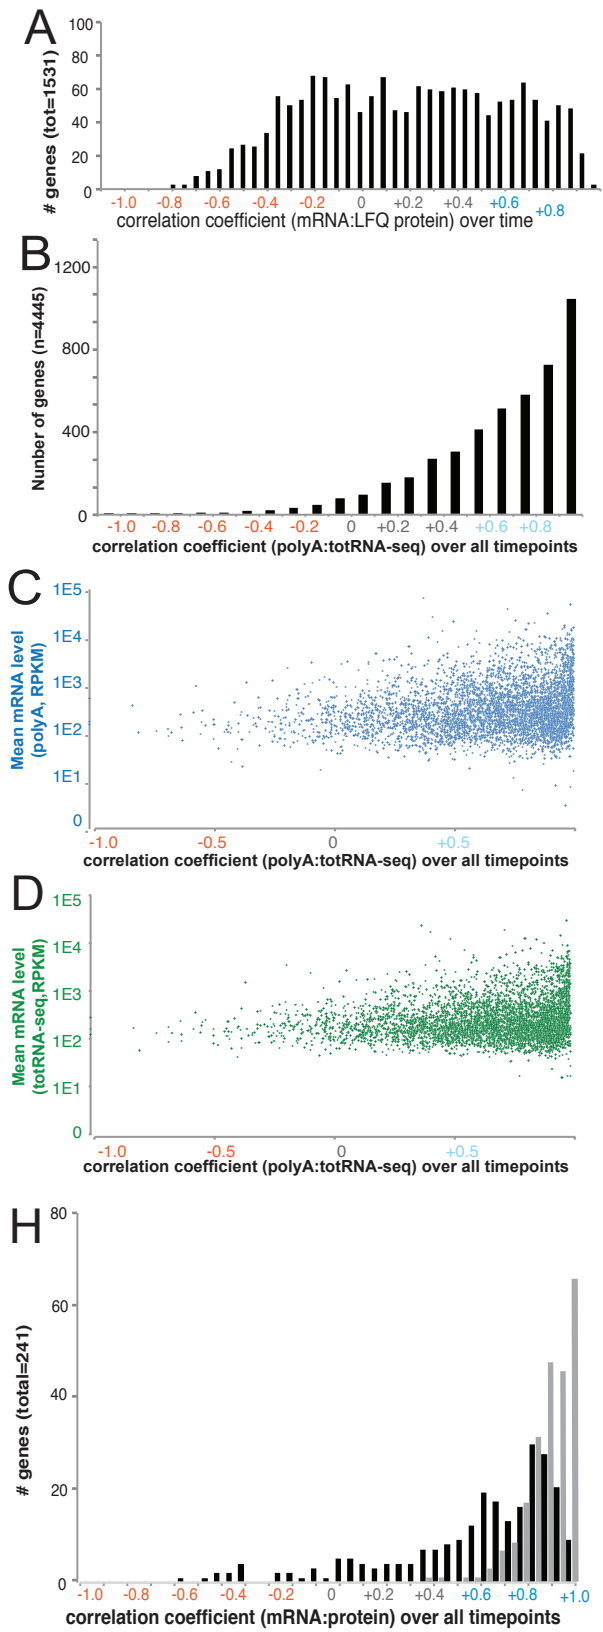 A
# genes (tot=1531)
100
80
60
40
20
0
-1.0 -0.8 -0.6 -0.4 -0.2 0 +0.2 +0.4 +0.6 +0.8
correlation coefficient (mRNA:LFQ protein) over time
B
Nunber of genes (n=4445)
1200
800
400
0
-1.0 -0.8 -0.6 -0.4 -0.2 0 +0.2 +0.4 +0.6 +0.8
correlation coefficient (polyA:totRNA-seq) over all timepoints
C
Mean mRNA level
(polyA, RPKM)
1E5
1E4
1E3
1E2
1E1
0
-1.0 -0.5 0 +0.5
correlation coefficient (polyA:totRNA-seq) over all timepoints
D
Mean mRNA level
(totRNA-seq,RPKM)
1E5
1E4
1E3
1E2
1E1
0
-1.0 -0.5 0 +0.5
correlation coefficient (polyA:totRNA-seq) over all timepoints
H
# genes (total=241)
80
60
40
20
0
-1.0 -0.8 -0.6 -0.4 -0.2 0 +0.2 +0.4 +0.6 +0.8 +1.0
correlation coefficient (mRNA:protein) over all timepoints